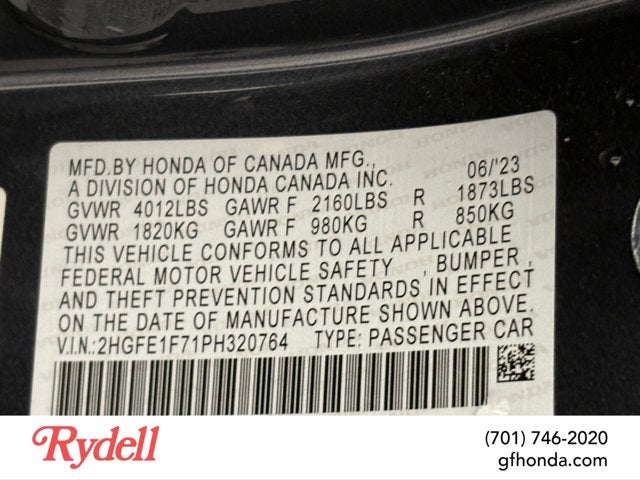 MFD.BY HONDA OF CANADA MFG., 06/'23
A DIVISION OF HONDA CANADA INC.
GVWR 4012LBS GAWR F 2160LBS R 1873LBS
GVWR 1820KG GAWR F 980KG R 850KG
THIS VEHICLE CONFORMS TO ALL APPLICABLE
FEDERAL MOTOR VEHICLE SAFETY , BUMPER ,
AND THEFT PREVENTION STANDARDS IN EFFECT
ON THE DATE OF MANUFACTURE SHOWN ABOVE.
V.I.N.:2HGFE1F71PH320764 TYPE: PASSENGER CAR
Rydell
(701) 746-2020
gfhonda.com